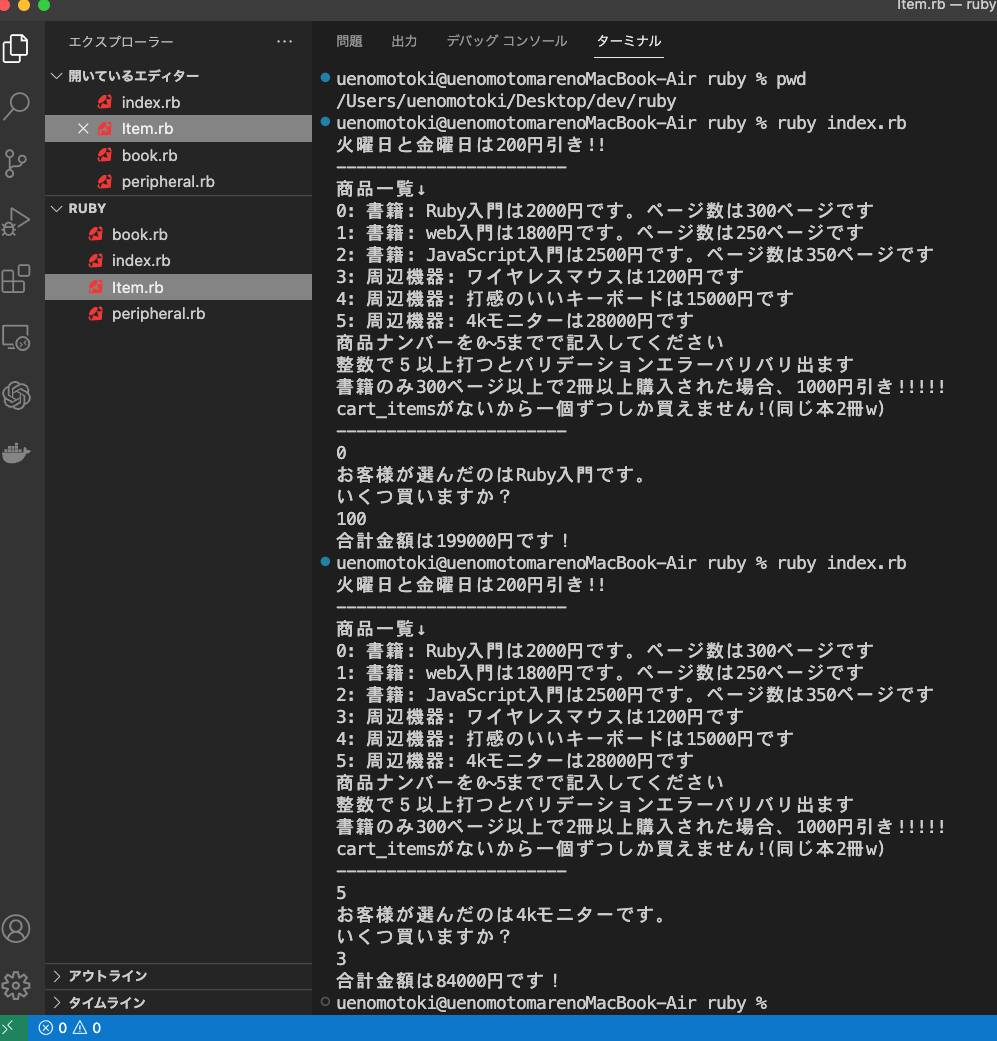 Item.rb — ruby
エクスプローラー
開いているエディター
index.rb
Item.rb
book.rb
peripheral.rb
RUBY
book.rb
index.rb
Item.rb
peripheral.rb
アウトライン
タイムライン
問題 出力 デバッグ コンソール ターミナル
uenomotoki@uenomotomarenoMacBook-Air ruby % pwd
/Users/uenomotoki/Desktop/dev/ruby
uenomotoki@uenomotomarenoMacBook-Air ruby % ruby index.rb
火曜日と金曜日は200円引き!!
-----------------------
商品一覧↓
0: 書籍: Ruby入門は2000円です。ページ数は300ページです
1: 書籍: web入門は1800円です。ページ数は250ページです
2: 書籍: JavaScript入門は2500円です。ページ数は350ページです
3: 周辺機器: ワイヤレスマウスは1200円です
4: 周辺機器: 打感のいいキーボードは15000円です
5: 周辺機器: 4kモニターは28000円です
商品ナンバーを0~5までで記入してください
整数で５以上打つとバリデーションエラーバリバリ出ます
書籍のみ300ページ以上で2冊以上購入された場合、1000円引き!!!!!
cart_itemsがないから一個ずつしか買えません!(同じ本2冊w)
-----------------------
0
お客様が選んだのはRuby入門です。
いくつ買いますか？
100
合計金額は199000円です！
uenomotoki@uenomotomarenoMacBook-Air ruby % ruby index.rb
火曜日と金曜日は200円引き!!
-----------------------
商品一覧↓
0: 書籍: Ruby入門は2000円です。ページ数は300ページです
1: 書籍: web入門は1800円です。ページ数は250ページです
2: 書籍: JavaScript入門は2500円です。ページ数は350ページです
3: 周辺機器: ワイヤレスマウスは1200円です
4: 周辺機器: 打感のいいキーボードは15000円です
5: 周辺機器: 4kモニターは28000円です
商品ナンバーを0~5までで記入してください
整数で５以上打つとバリデーションエラーバリバリ出ます
書籍のみ300ページ以上で2冊以上購入された場合、1000円引き!!!!!
cart_itemsがないから一個ずつしか買えません!(同じ本2冊w)
-----------------------
5
お客様が選んだのは4kモニターです。
いくつ買いますか？
3
合計金額は84000円です！
uenomotoki@uenomotomarenoMacBook-Air ruby %
0 0